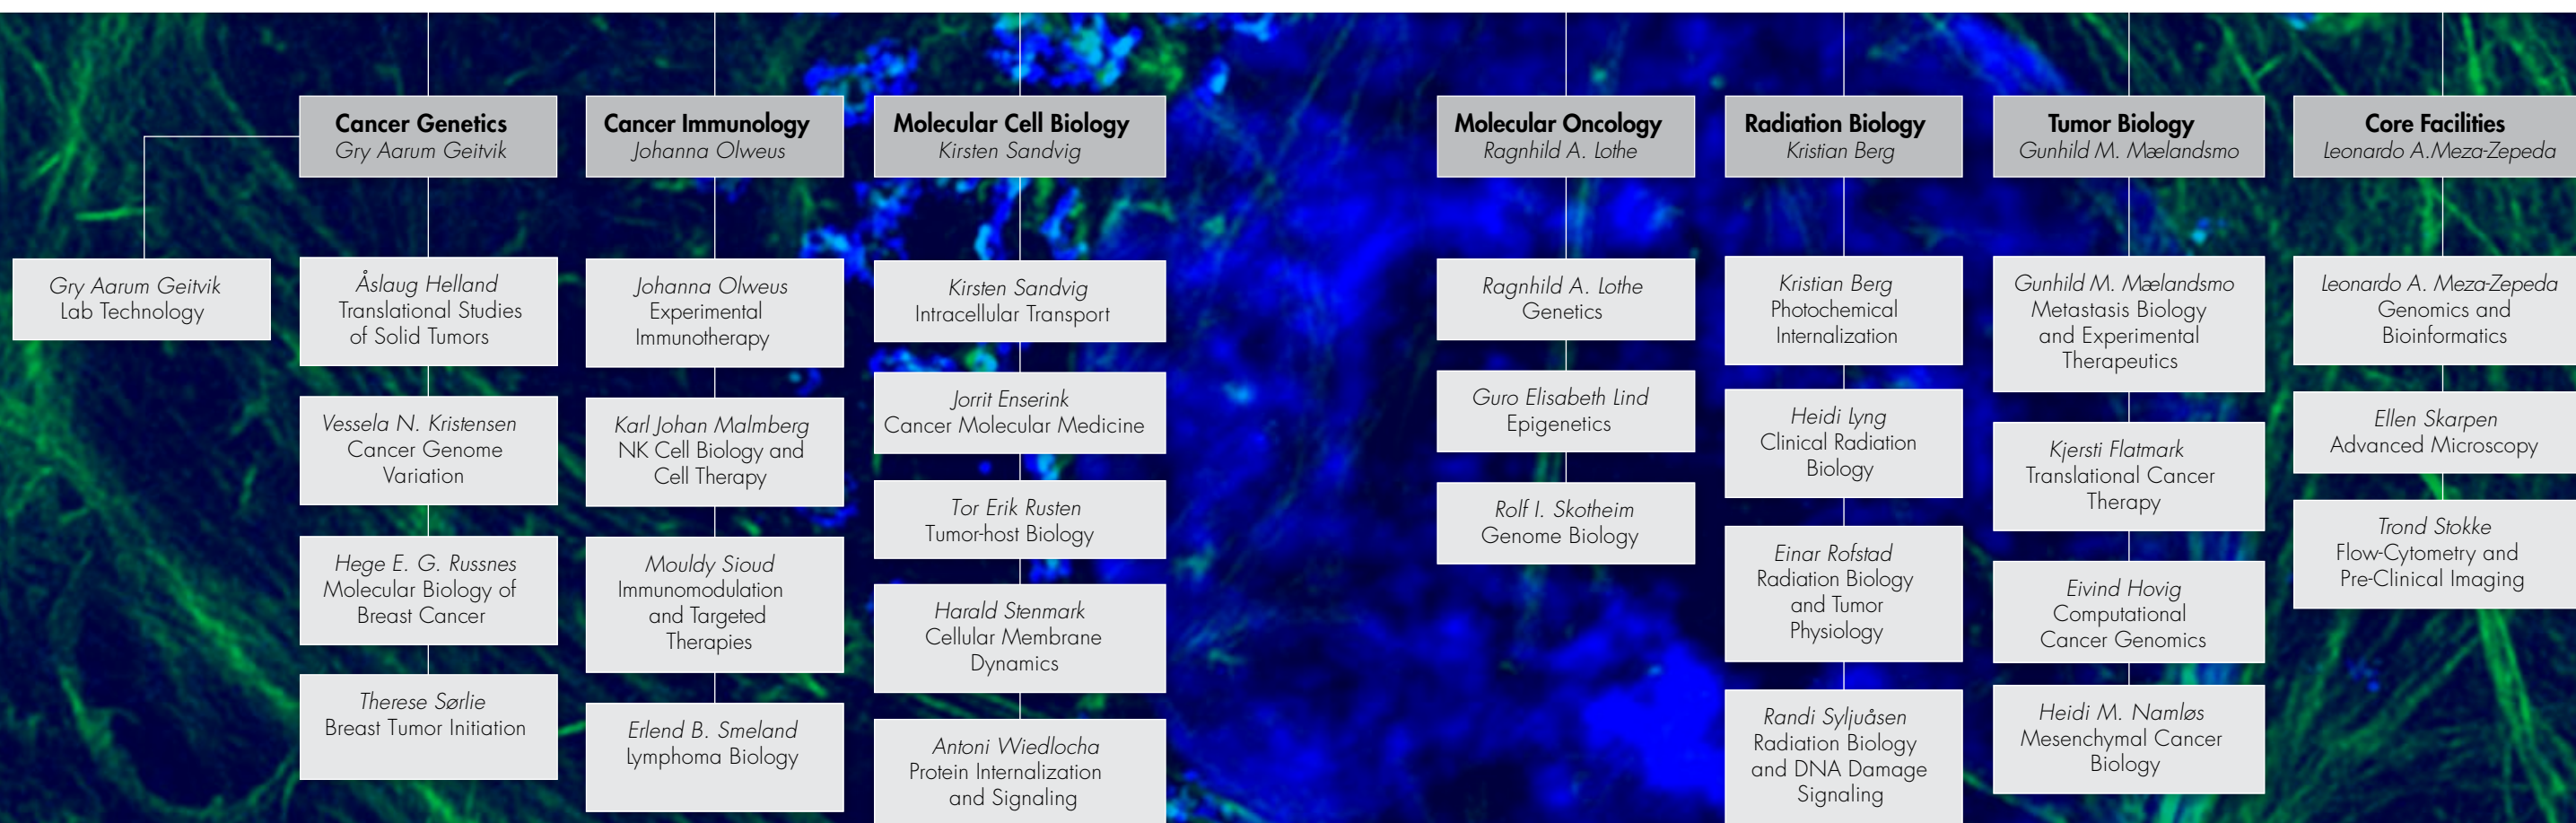 Cancer Genetics
Gry Aarum Geitvik
Gry Aarum Geitvik
Lab Technology
Åslaug Helland
Translational Studies
of Solid Tumors
Vessela N. Kristensen
Cancer Genome
Variation
Hege E. G. Russnes
Molecular Biology of
Breast Cancer
Therese Sørlie
Breast Tumor Initiation
Cancer Immunology
Johanna Olweus
Johanna Olweus
Experimental
Immunotherapy
Karl Johan Malmberg
NK Cell Biology and
Cell Therapy
Mouldy Sioud
Immunomodulation
and Targeted
Therapies
Erlend B. Smeland
Lymphoma Biology
Molecular Cell Biology
Kirsten Sandvig
Kirsten Sandvig
Intracellular Transport
Jorrit Enserink
Cancer Molecular Medicine
Tor Erik Rusten
Tumor-host Biology
Harald Stenmark
Cellular Membrane
Dynamics
Antoni Wiedlocha
Protein Internalization
and Signaling
Molecular Oncology
Ragnhild A. Lothe
Ragnhild A. Lothe
Genetics
Guro Elisabeth Lind
Epigenetics
Rolf I. Skotheim
Genome Biology
Radiation Biology
Kristian Berg
Kristian Berg
Photochemical
Internalization
Heidi Lyng
Clinical Radiation
Biology
Einar Rofstad
Radiation Biology
and Tumor
Physiology
Randi Syljuåsen
Radiation Biology
and DNA Damage
Signaling
Tumor Biology
Gunhild M. Mælandsmo
Gunhild M. Mælandsmo
Metastasis Biology
and Experimental
Therapeutics
Kjersti Flatmark
Translational Cancer
Therapy
Eivind Hovig
Computational
Cancer Genomics
Heidi M. Namløs
Mesenchymal Cancer
Biology
Core Facilities
Leonardo A.Meza-Zepeda
Leonardo A. Meza-Zepeda
Genomics and
Bioinformatics
Ellen Skarpen
Advanced Microscopy
Trond Stokke
Flow-Cytometry and
Pre-Clinical Imaging